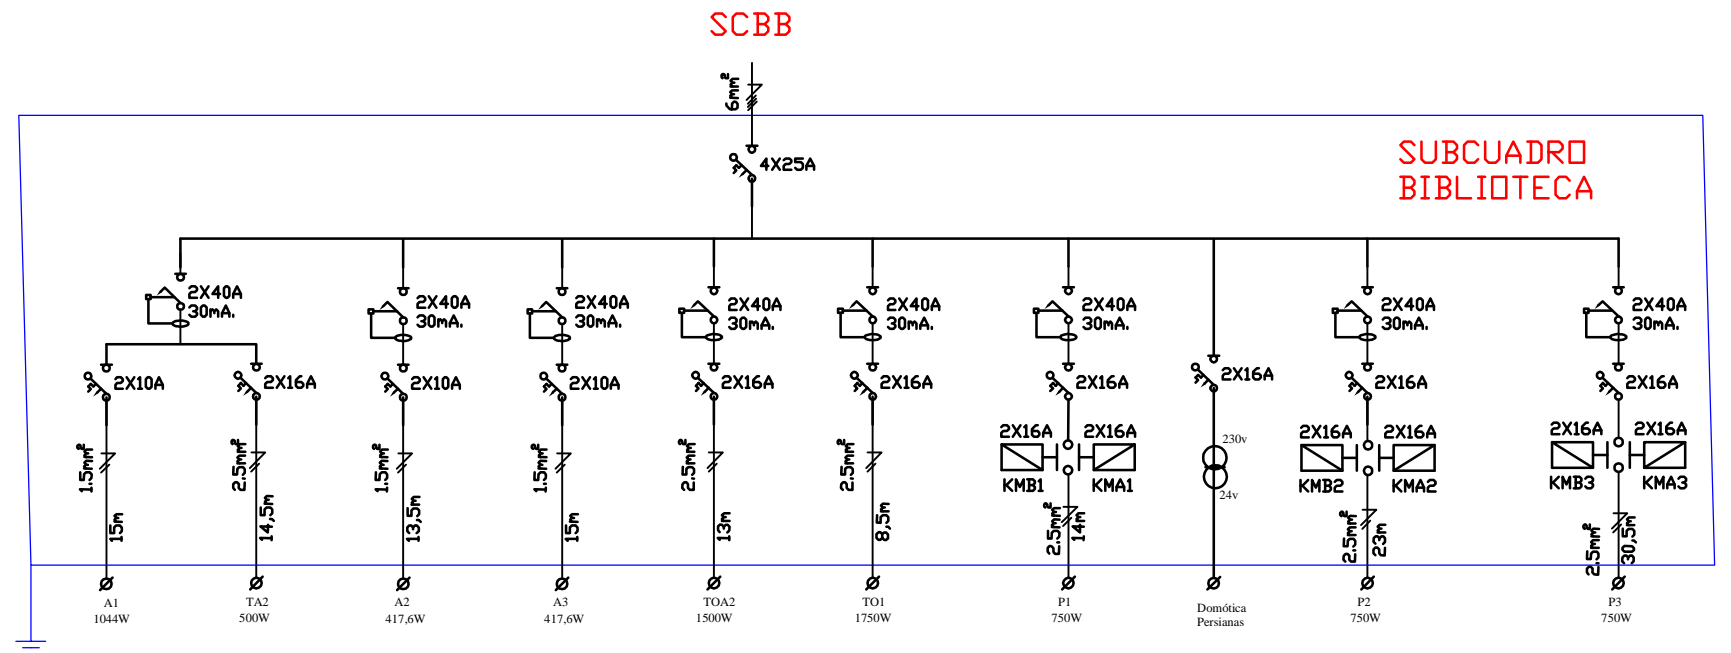 SCBB
6mm²
4X25A
SUBCUADRO
BIBLIOTECA
2X40A
30mA.
2X40A
30mA.
2X40A
30mA.
2X40A
30mA.
2X40A
30mA.
2X40A
30mA.
2X40A
30mA.
2X40A
30mA.
2X10A
2X16A
2X10A
2X10A
2X16A
2X16A
2X16A
2X16A
2X16A
2X16A
2X16A
2X16A
230v
24v
2X16A
2X16A
2X16A
2X16A
KMB1
KMA1
KMB2
KMA2
KMB3
KMA3
1.5mm²
2.5mm²
1.5mm²
1.5mm²
2.5mm²
2.5mm²
2.5mm²
2.5mm²
2.5mm²
15m
14,5m
13,5m
15m
13m
8,5m
14m
23m
30,5m
A1
1044W
TA2
500W
A2
417,6W
A3
417,6W
TOA2
1500W
TO1
1750W
P1
750W
Domótica
Persianas
P2
750W
P3
750W